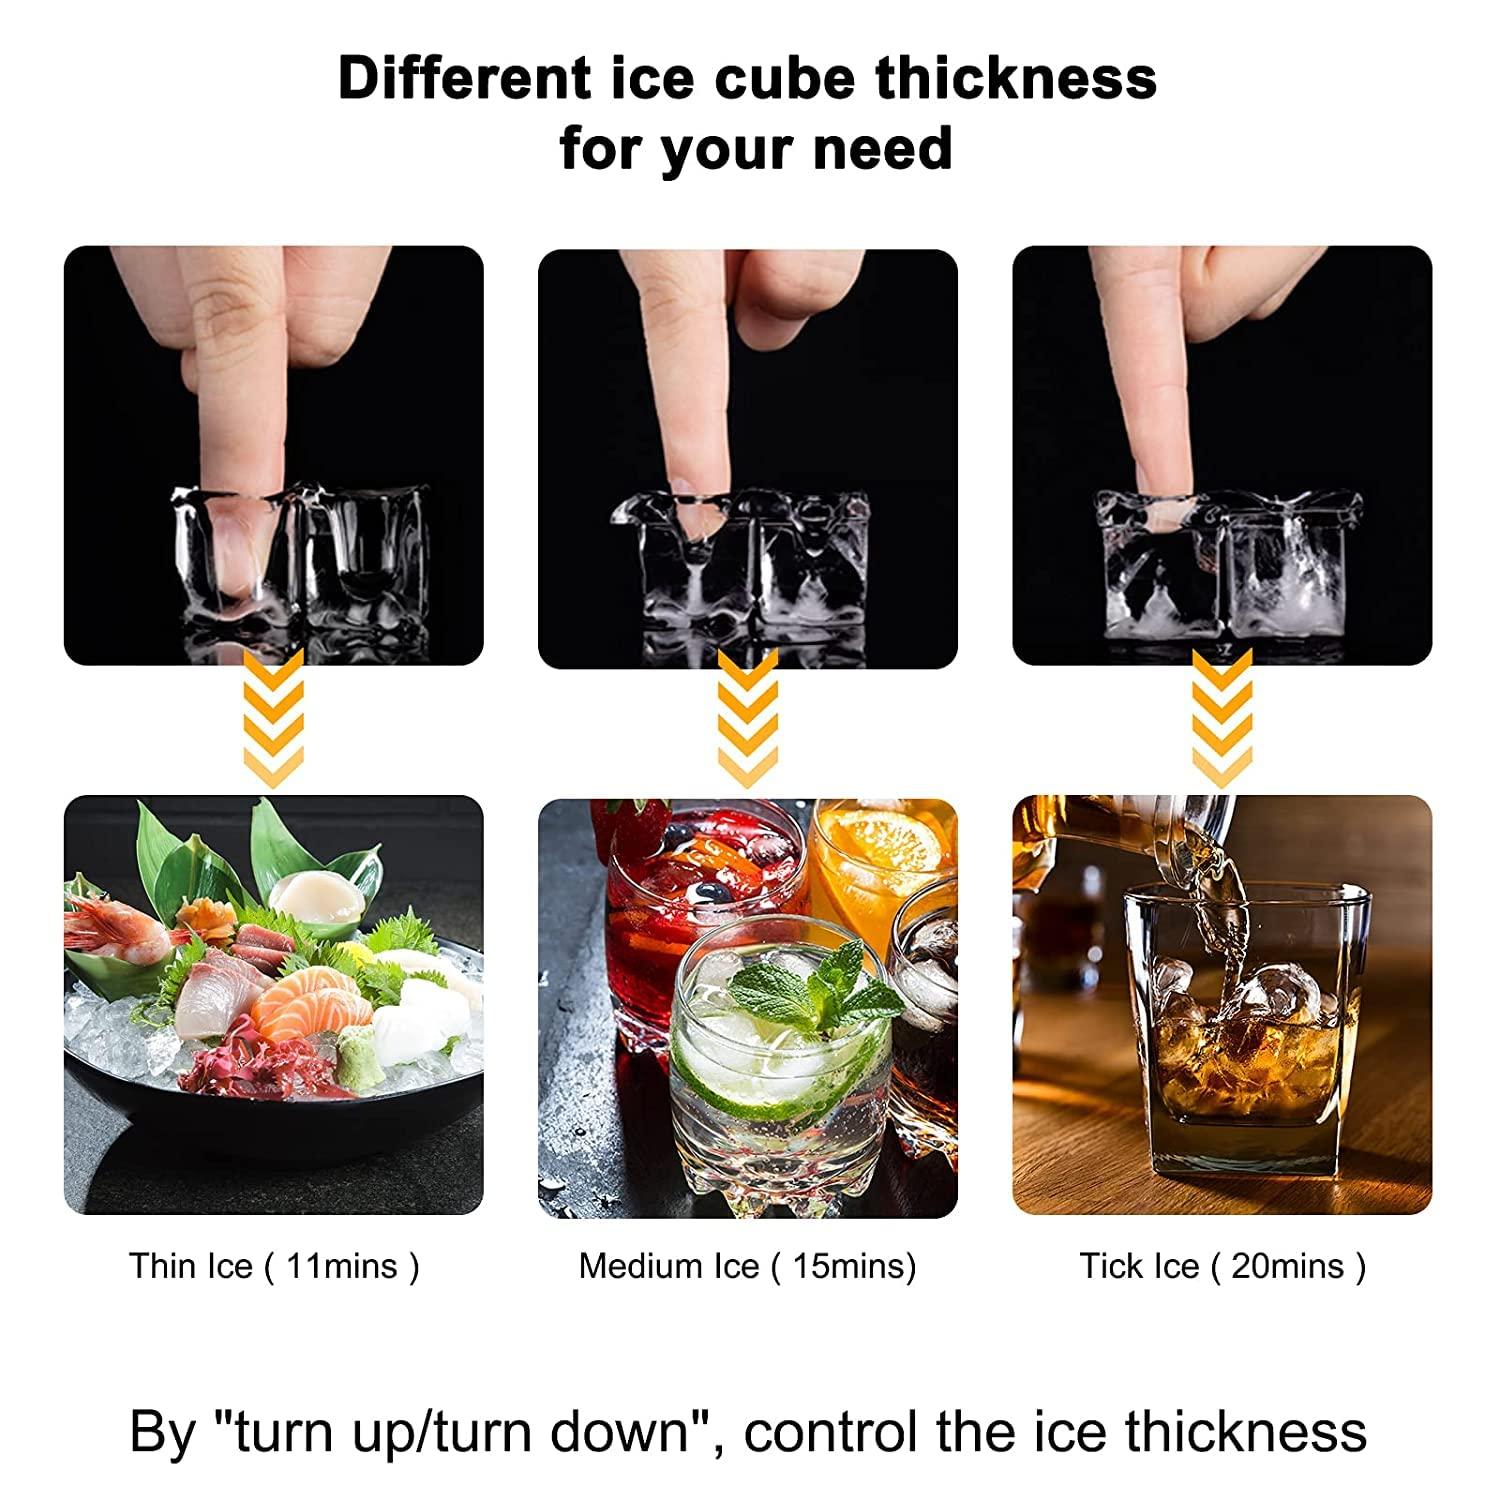 Different ice cube thickness
for your need
Thin Ice ( 11mins )
Medium Ice ( 15mins)
Tick Ice ( 20mins )
By "turn up/turn down", control the ice thickness